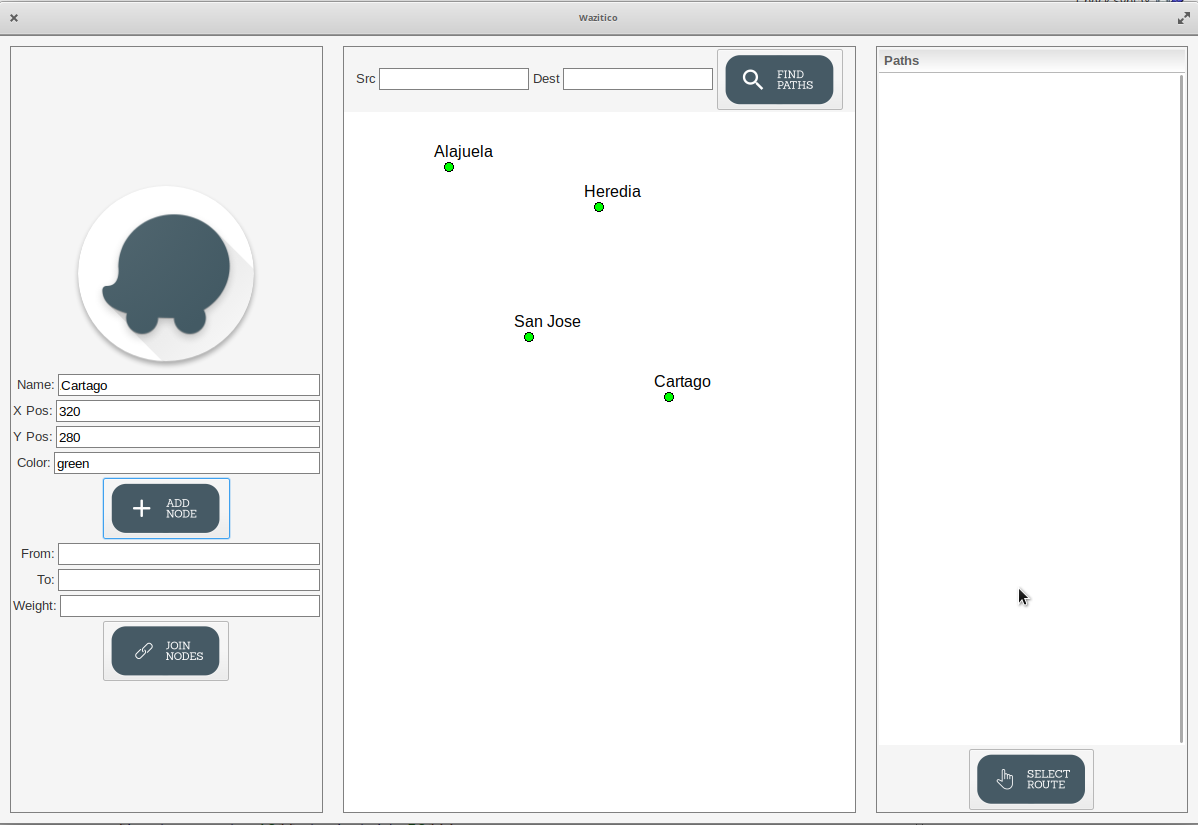 Wazitico
Name: Cartago
X Pos: 320
Y Pos: 280
Color: green
ADD
NODE
From:
To:
Weight:
JOIN
NODES
Src
Dest
FIND
PATHS
Alajuela
Heredia
San Jose
Cartago
Paths
SELECT
ROUTE